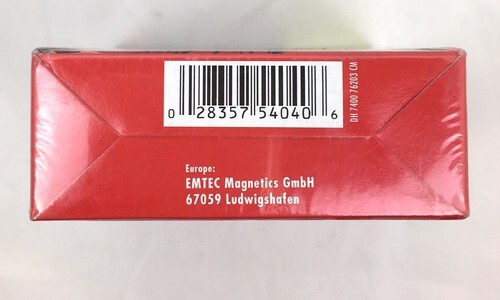 0 28357 54040 6
DH 7400 76203 CM
Europe:
EMTEC Magnetics GmbH
67059 Ludwigshafen